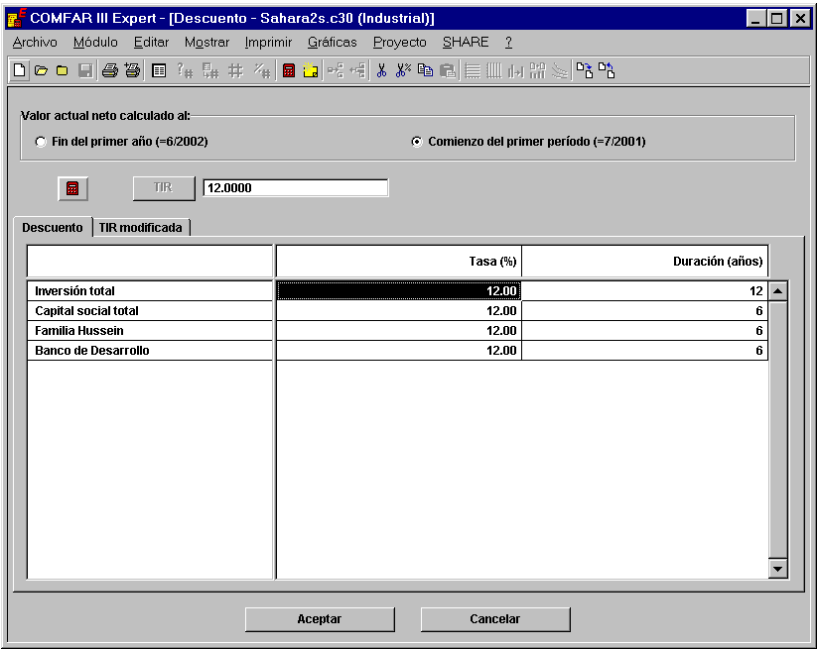 COMFAR III Expert - [Descuento - Sahara2s.c30 (Industrial)]
Archivo Módulo Editar Mostrar Imprimir Gráficas Proyecto SHARE ?
Valor actual neto calculado al:
Fin del primer año (=6/2002) Comienzo del primer período (=7/2001)
TIR 12.0000
Descuento TIR modificada
Tasa (%) Duración (años)
Inversión total 12.00 12
Capital social total 12.00 6
Familia Hussein 12.00 6
Banco de Desarrollo 12.00 6
Aceptar Cancelar